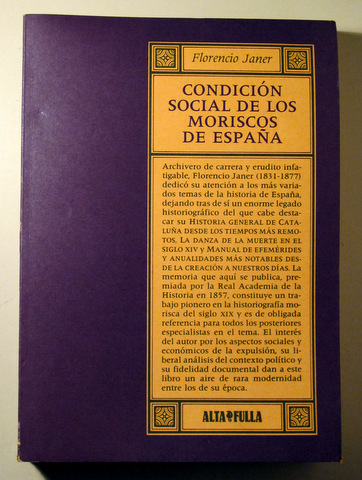 Florencio Janer
CONDICIÓN
SOCIAL DE LOS
MORISCOS
DE ESPAÑA
Archivero de carrera y erudito infa-
tigable, Florencio Janer (1831-1877)
dedicó su atención a los más varia-
dos temas de la historia de España,
dejando tras de sí un enorme legado
historiográfico del que cabe desta-
car su HISTORIA GENERAL DE CATA-
LUÑA DESDE LOS TIEMPOS MÁS REMO-
TOS, LA DANZA DE LA MUERTE EN EL
SIGLO XIV y MANUAL DE EFEMÉRIDES
Y ANUALIDADES MÁS NOTABLES DES-
DE LA CREACIÓN A NUESTROS DÍAS. La
memoria que aquí se publica, pre-
miada por la Real Academia de la
Historia en 1857, constituye un tra-
bajo pionero en la historiografía mo-
risca del siglo XIX y es de obligada
referencia para todos los posteriores
especialistas en el tema. El interés
del autor por los aspectos sociales y
económicos de la expulsión, su li-
beral análisis del contexto político y
su fidelidad documental dan a este
libro un aire de rara modernidad
entre los de su época.
ALTA FULLA